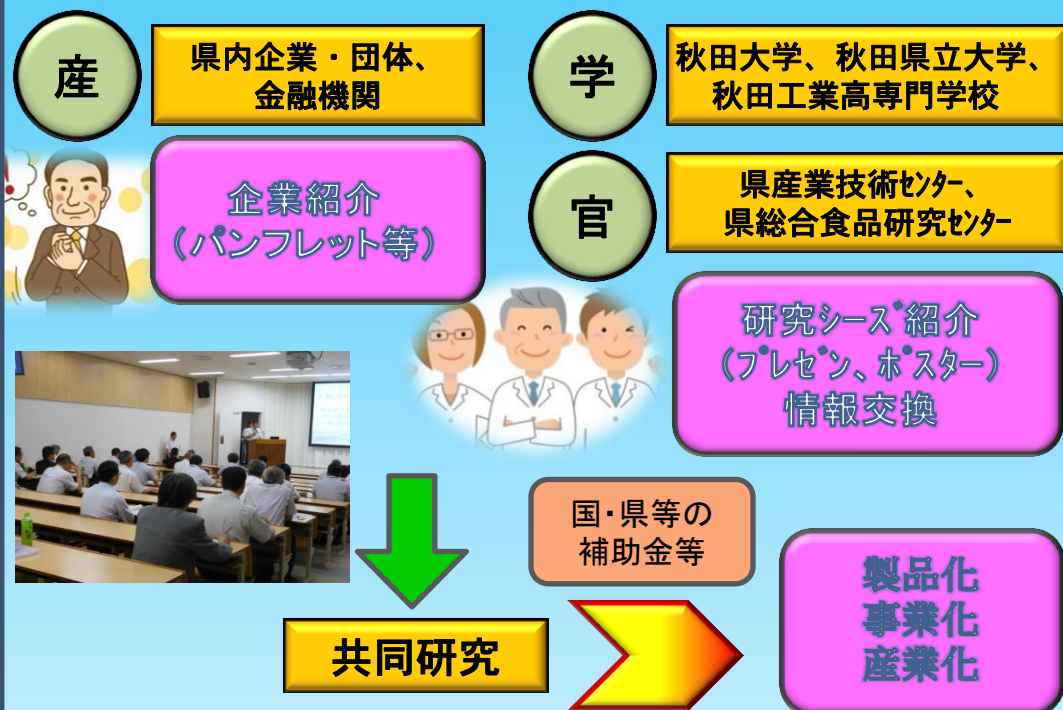 産
県内企業・団体、
金融機関
学
秋田大学、秋田県立大学、
秋田工業高専門学校
企業紹介
（パンフレット等）
官
県産業技術ｾﾝﾀｰ、
県総合食品研究ｾﾝﾀｰ
研究ｼｰｽﾞ紹介
（ﾌﾟﾚｾﾞﾝ、ﾎﾟｽﾀｰ）
情報交換
国・県等の
補助金等
共同研究
製品化
事業化
産業化